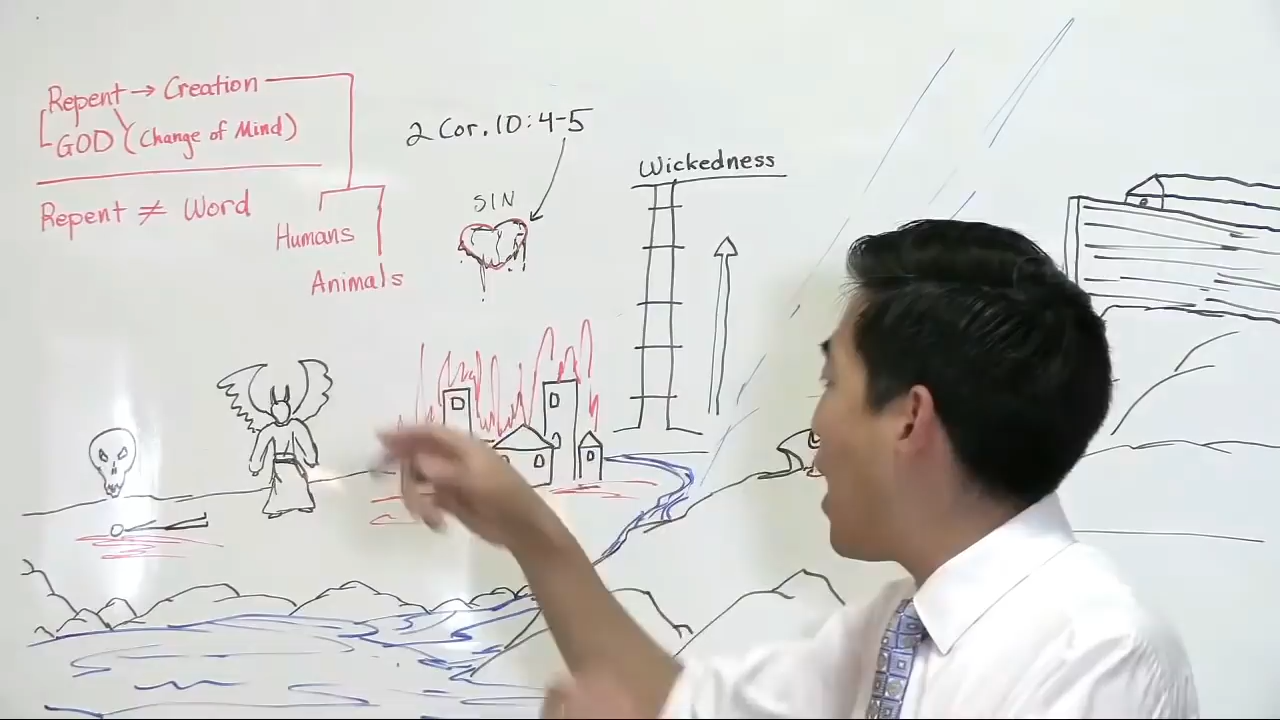 Repent → Creation
GOD (Change of Mind)
Repent ≠ Word
Humans
Animals
2 Cor. 10:4-5
SIN
Wickedness